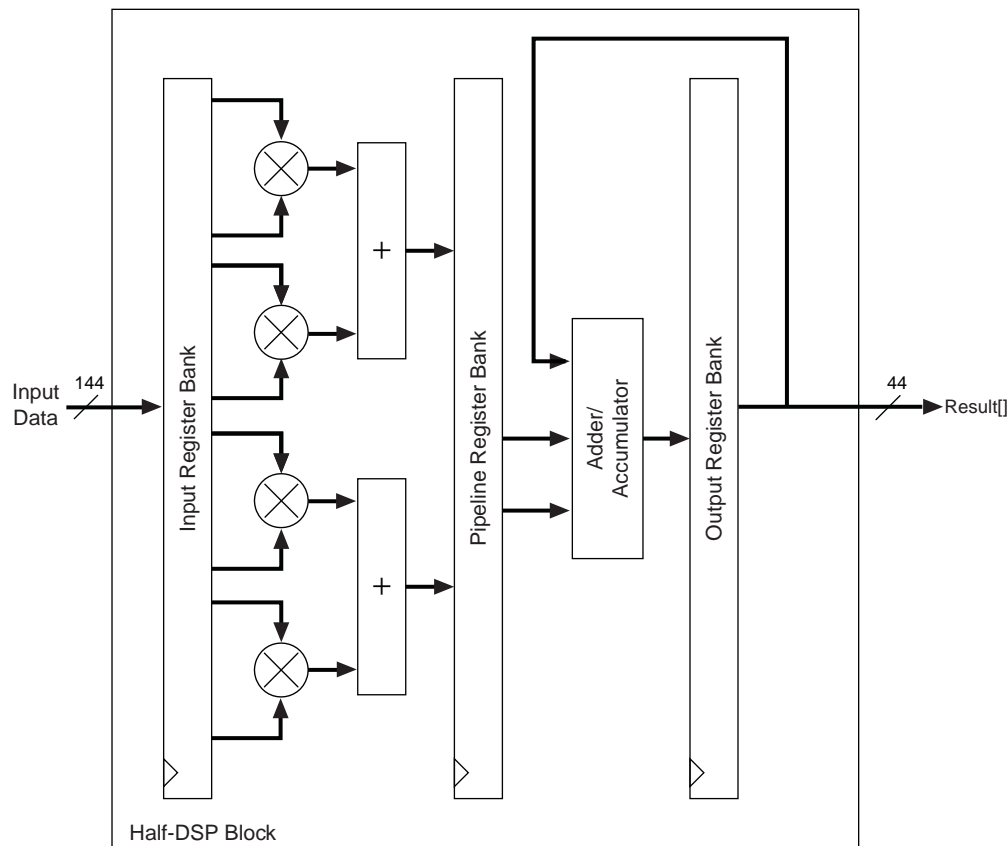 Input
Data
144
Input Register Bank
+
+
Pipeline Register Bank
Adder/
Accumulator
Output Register Bank
44
Result[]
Half-DSP Block